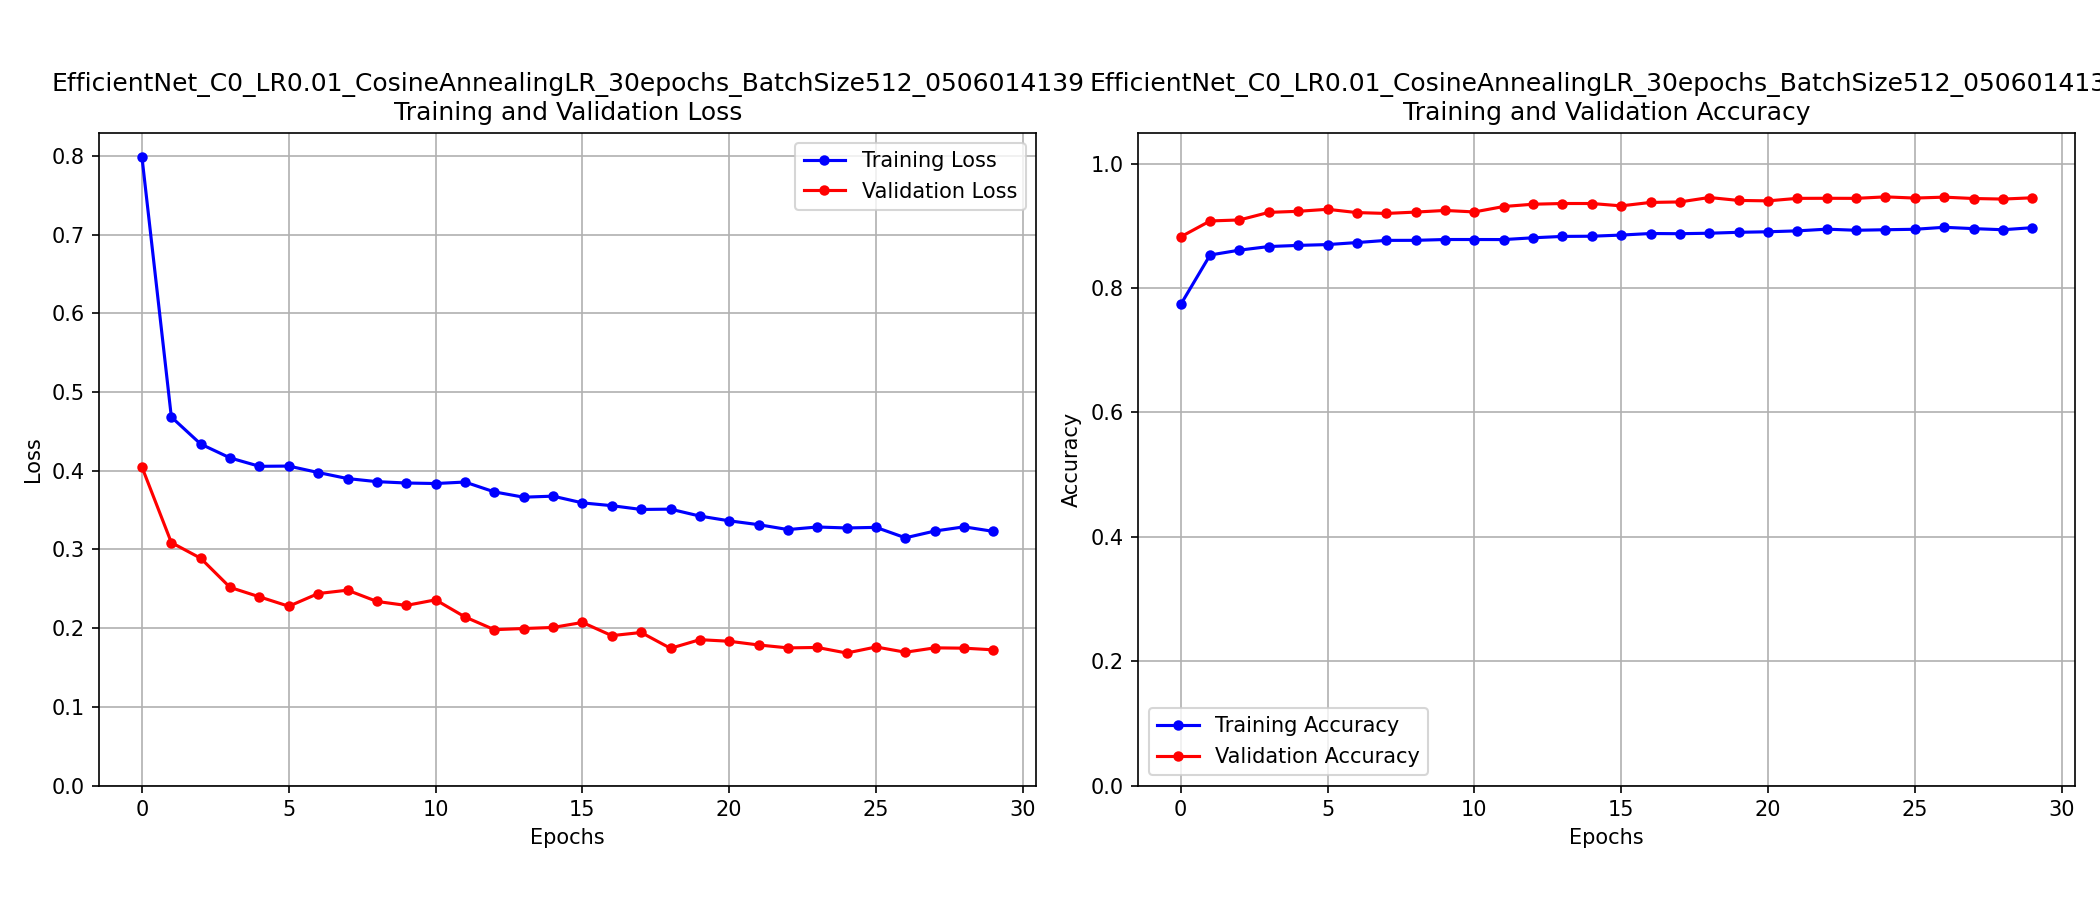 EfficientNet_C0_LR0.01_CosineAnnealingLR_30epochs_BatchSize512_0506014139
Training and Validation Loss
Loss
0.8
0.7
0.6
0.5
0.4
0.3
0.2
0.1
0.0
Training Loss
Validation Loss
0 5 10 15 20 25 30
Epochs
EfficientNet_C0_LR0.01_CosineAnnealingLR_30epochs_BatchSize512_050601413
Training and Validation Accuracy
Accuracy
1.0
0.8
0.6
0.4
0.2
0.0
Training Accuracy
Validation Accuracy
0 5 10 15 20 25 30
Epochs